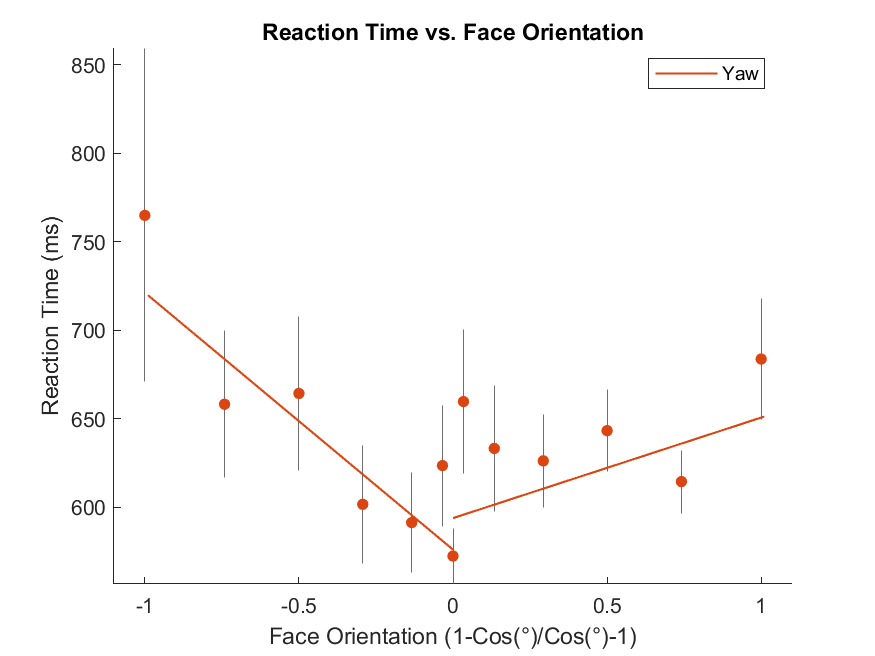 Reaction Time vs. Face Orientation
Yaw
Reaction Time (ms)
850
800
750
700
650
600
-1
-0.5
0
0.5
1
Face Orientation (1-Cos(°)/Cos(°)-1)